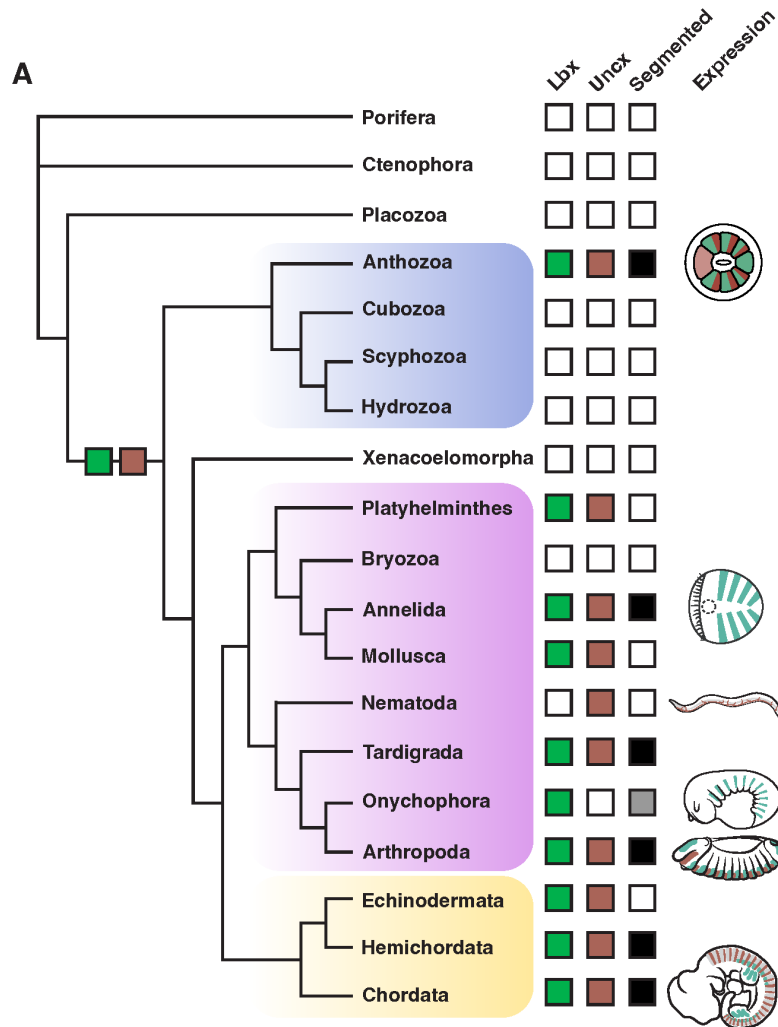 A
Lbx
Uncx
Segmented
Expression
Porifera
Ctenophora
Placozoa
Anthozoa
Cubozoa
Scyphozoa
Hydrozoa
Xenacoelomorpha
Platyhelminthes
Bryozoa
Annelida
Mollusca
Nematoda
Tardigrada
Onychophora
Arthropoda
Echinodermata
Hemichordata
Chordata